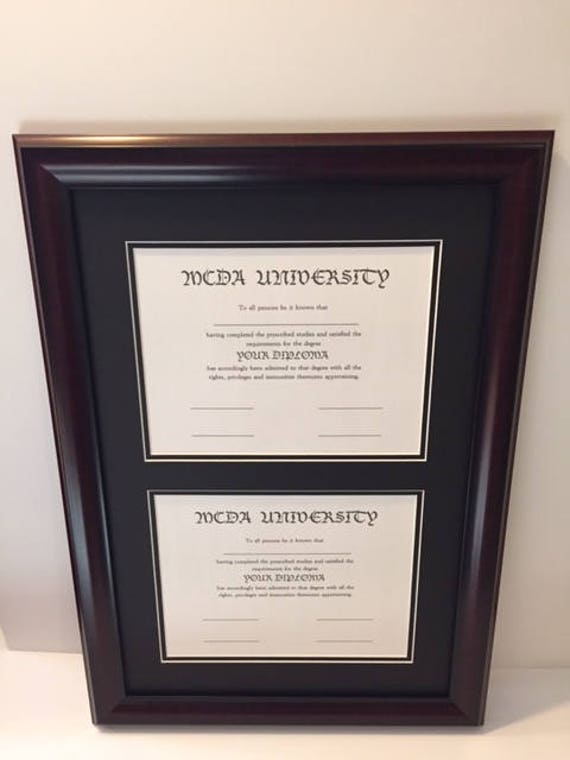 MCDA UNIVERSITY
To all persons be it known that
having completed the prescribed studies and satisfied the
requirements for the degree
YOUR DIPLOMA
has accordingly been admitted to that degree with all the
rights, privileges and immunities thereunto appertaining.
MCDA UNIVERSITY
To all persons be it known that
having completed the prescribed studies and satisfied the
requirements for the degree
YOUR DIPLOMA
has accordingly been admitted to that degree with all the
rights, privileges and immunities thereunto appertaining.